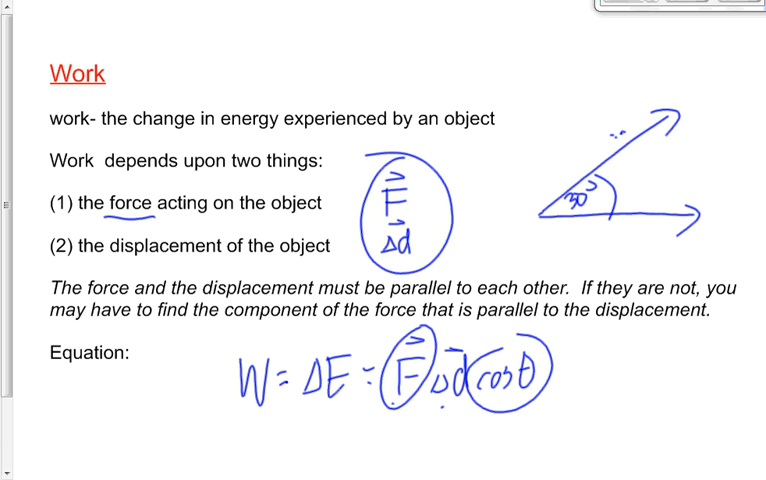 Work
work- the change in energy experienced by an object
Work depends upon two things:
(1) the force acting on the object
(2) the displacement of the object
F⃗
Δd⃗
30°
The force and the displacement must be parallel to each other. If they are not, you
may have to find the component of the force that is parallel to the displacement.
Equation:
W = ΔE = F⃗ Δd⃗ cosθ